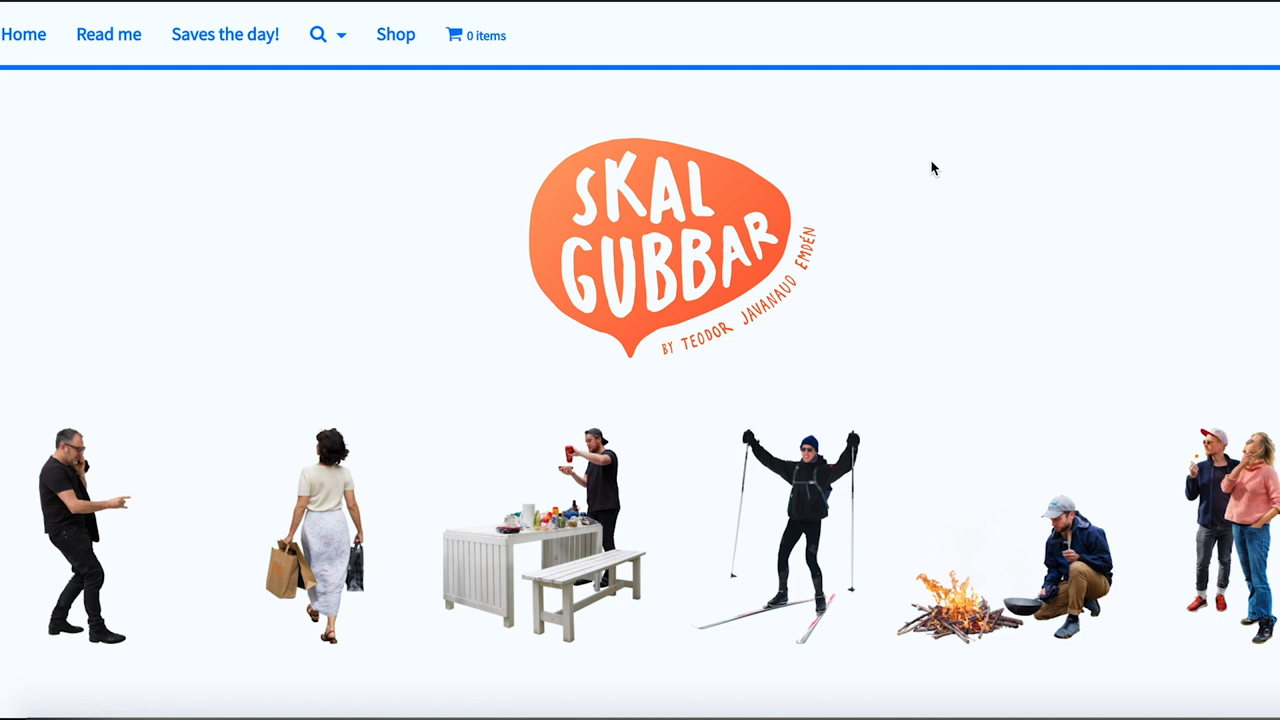 Home Read me Saves the day! Shop 0 items
SKAL
GUBBAR
BY TEODOR JAVANAUD EMDÉN